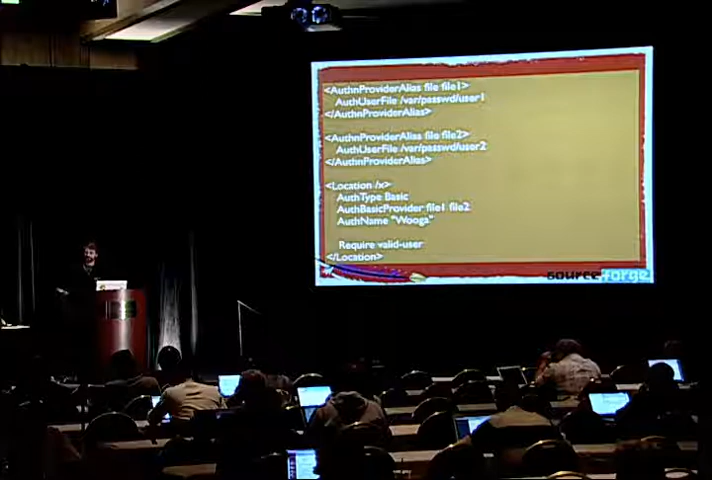 <AuthnProviderAlias file file1>
AuthUserFile /var/passwd/user1
</AuthnProviderAlias>
<AuthnProviderAlias file file2>
AuthUserFile /var/passwd/user2
</AuthnProviderAlias>
<Location /x>
AuthType Basic
AuthBasicProvider file1 file2
AuthName "Wooga"
Require valid-user
</Location>
sourceforge